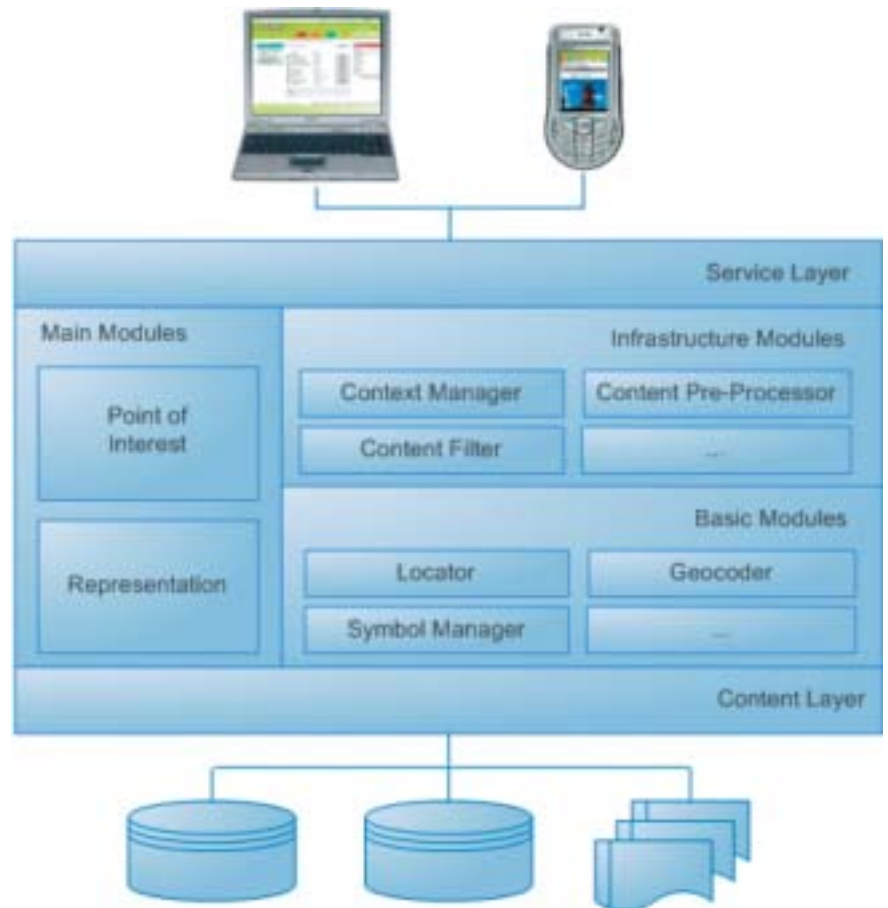 Service Layer
Main Modules
Point of
Interest
Representation
Infrastructure Modules
Context Manager
Content Pre-Processor
Content Filter
...
Basic Modules
Locator
Geocoder
Symbol Manager
...
Content Layer